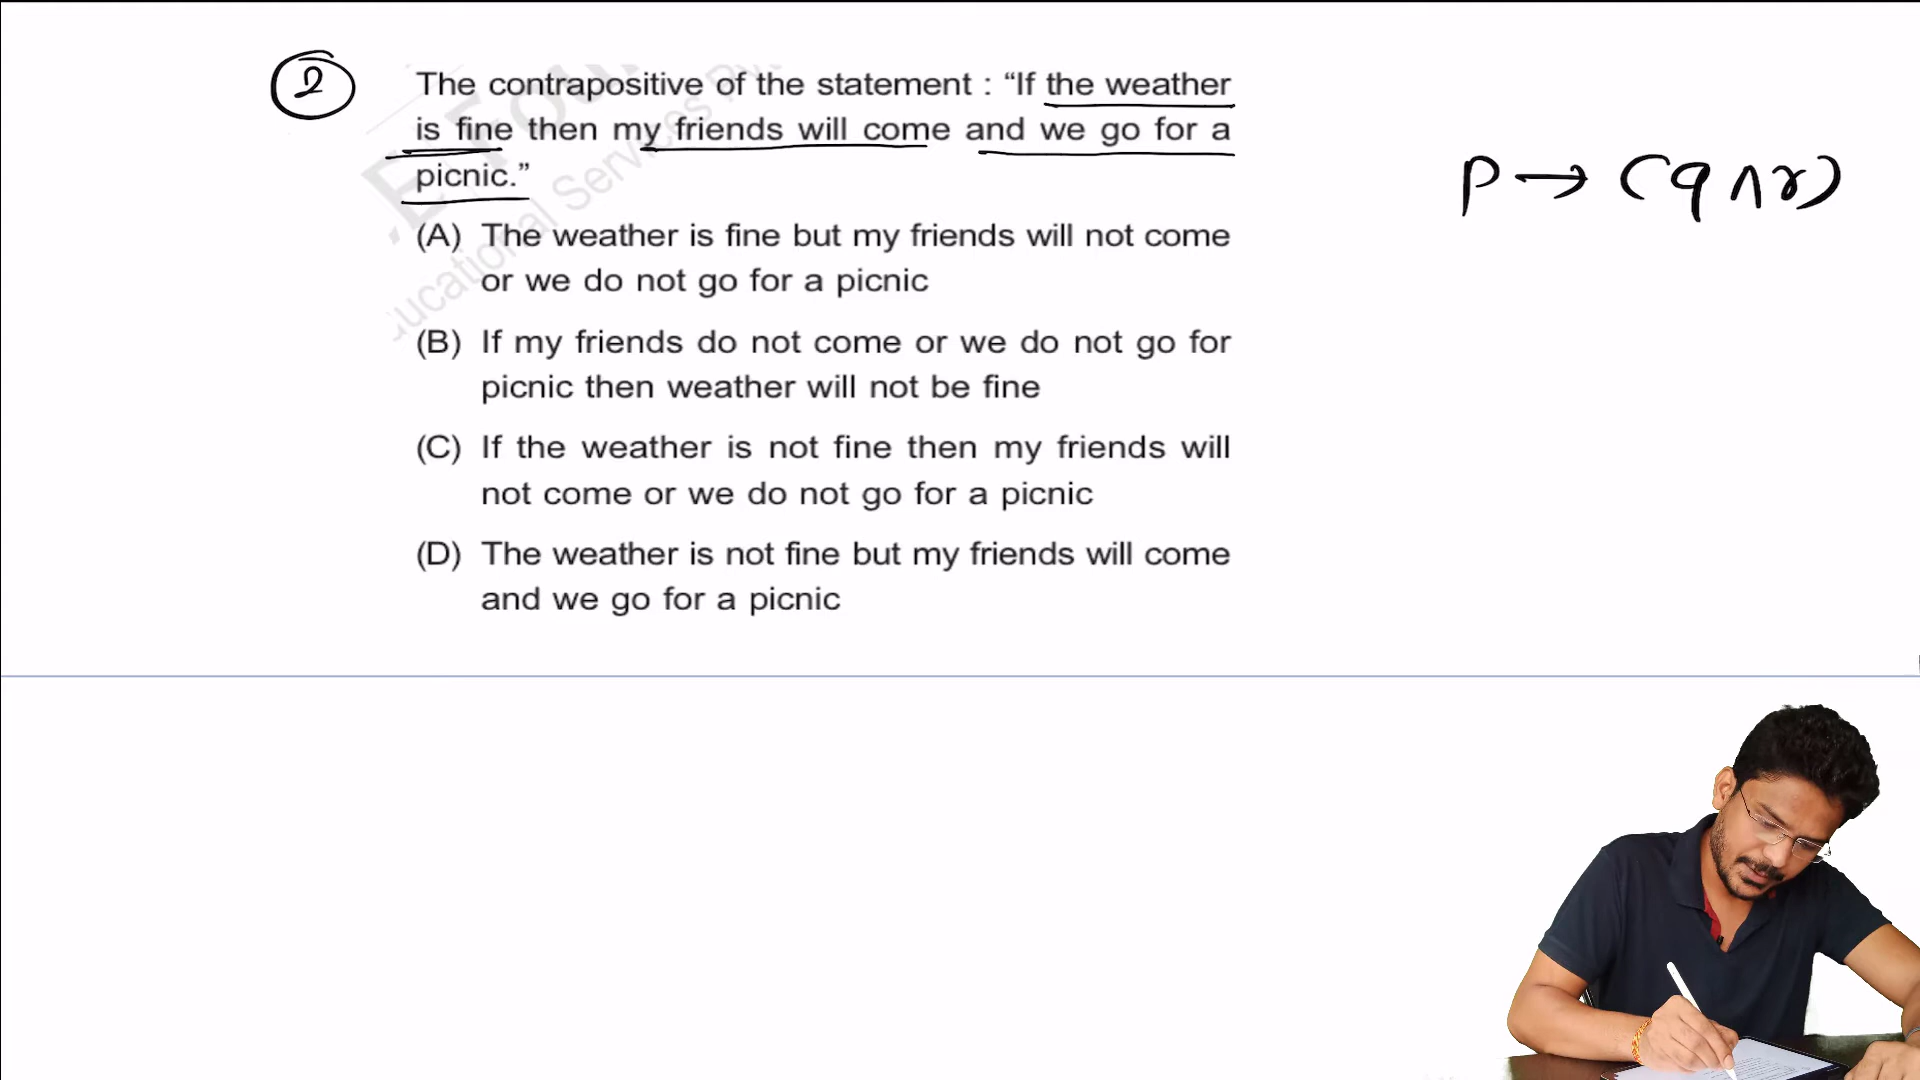 2
The contrapositive of the statement : “If the weather
is fine then my friends will come and we go for a
picnic.”
p → (q ∧ r)
(A) The weather is fine but my friends will not come
or we do not go for a picnic
(B) If my friends do not come or we do not go for
picnic then weather will not be fine
(C) If the weather is not fine then my friends will
not come or we do not go for a picnic
(D) The weather is not fine but my friends will come
and we go for a picnic
Educational Services